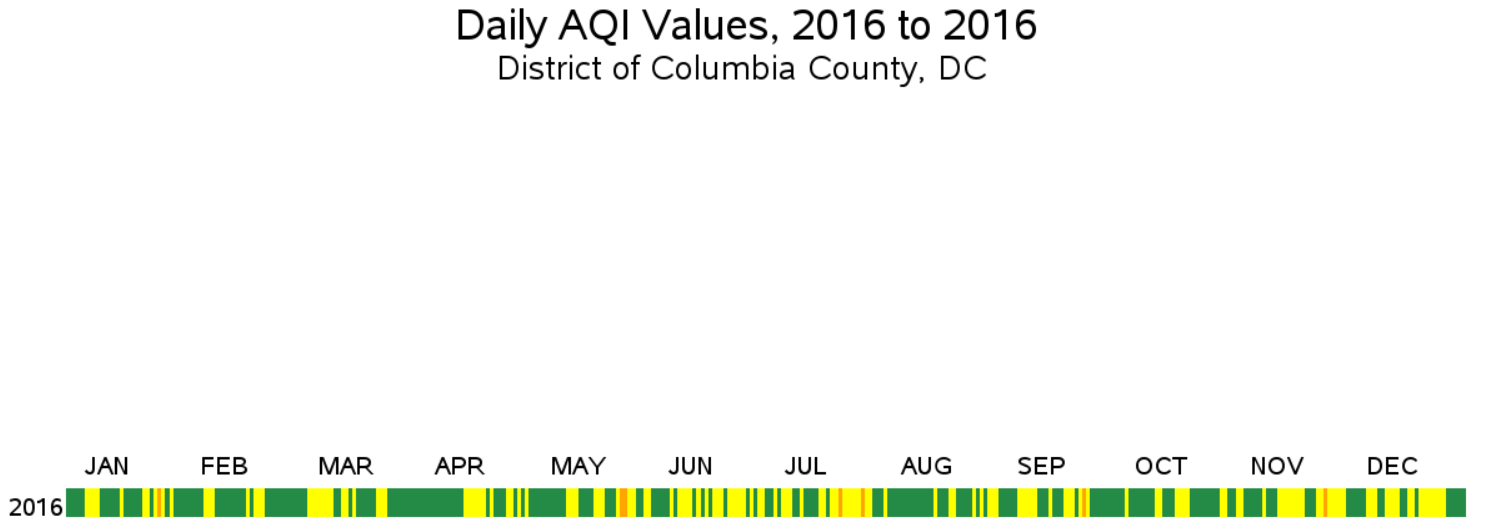 Daily AQI Values, 2016 to 2016
District of Columbia County, DC
JAN FEB MAR APR MAY JUN JUL AUG SEP OCT NOV DEC
2016